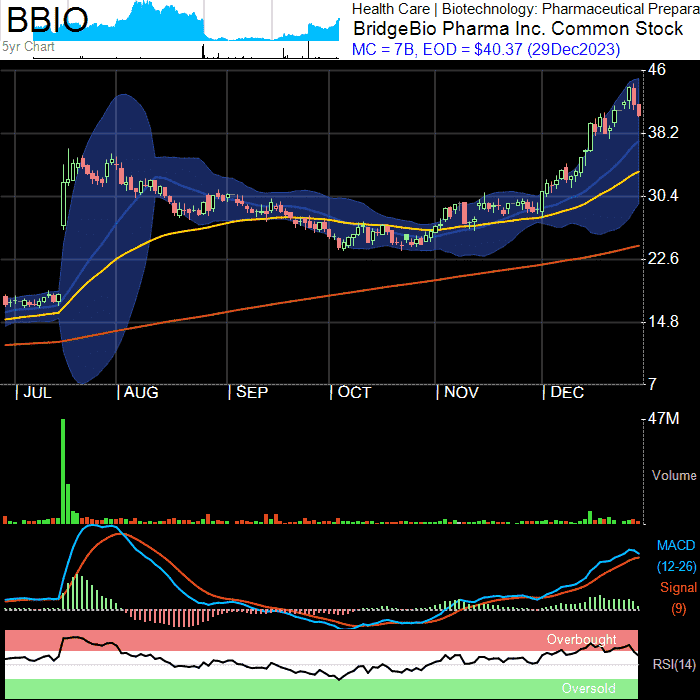 BBIO
5yr Chart
Health Care | Biotechnology: Pharmaceutical Prepara
BridgeBio Pharma Inc. Common Stock
MC = 7B, EOD = $40.37 (29Dec2023)
46
38.2
30.4
22.6
14.8
7
JUL
AUG
SEP
OCT
NOV
DEC
47M
Volume
MACD
(12-26)
Signal
(9)
Overbought
RSI(14)
Oversold